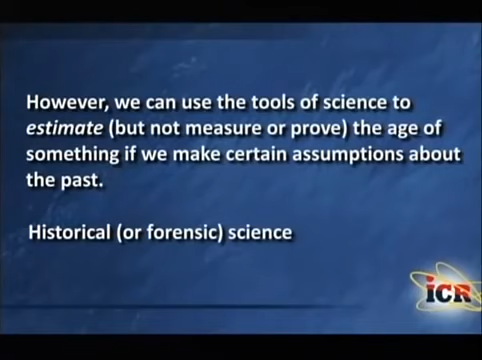 However, we can use the tools of science to
estimate (but not measure or prove) the age of
something if we make certain assumptions about
the past.
Historical (or forensic) science
iCR